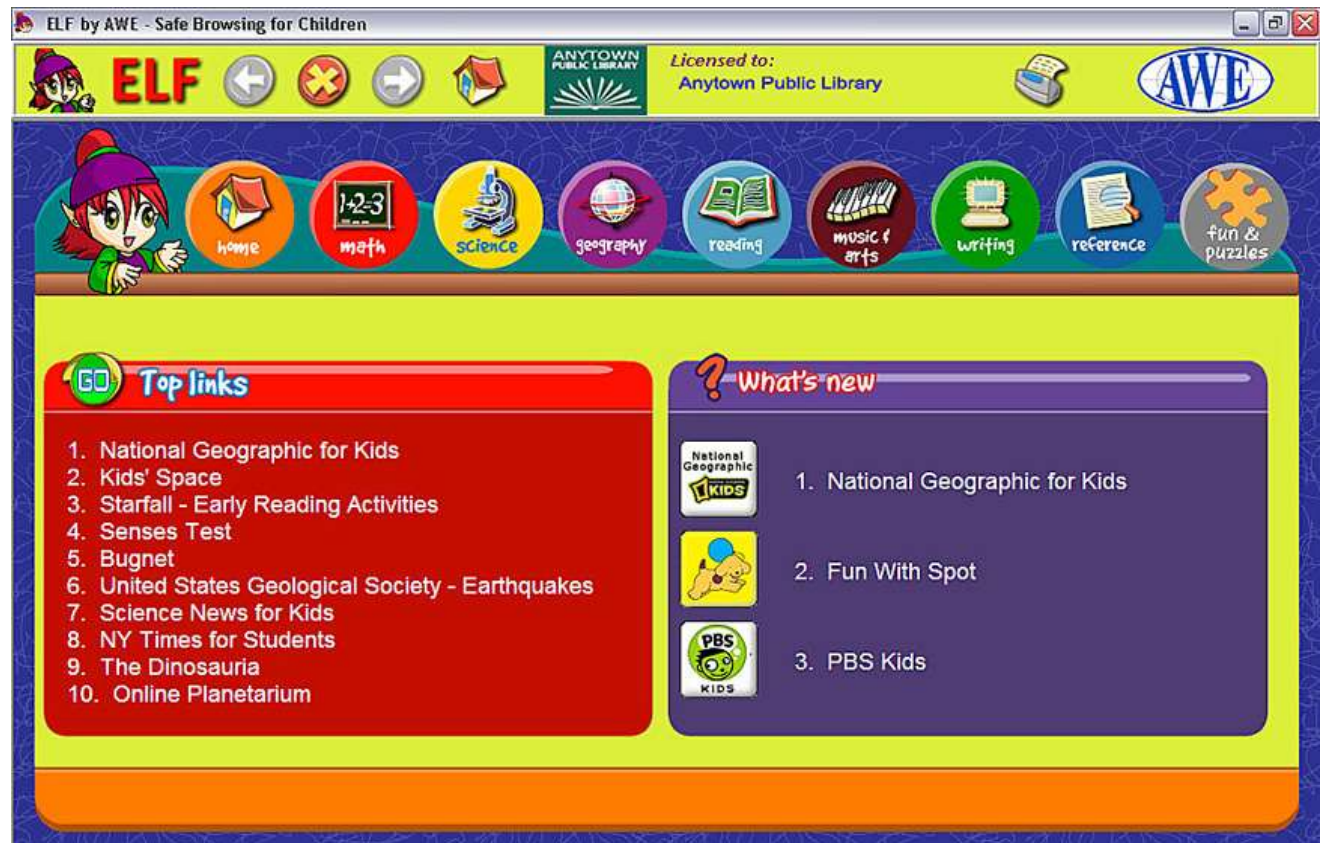 ELF by AWE - Safe Browsing for Children
ELF
ANYTOWN
PUBLIC LIBRARY
Licensed to:
Anytown Public Library
AWE
home
1+2=3
math
science
geography
reading
music &
arts
writing
reference
fun &
puzzles
GO Top links
1. National Geographic for Kids
2. Kids' Space
3. Starfall - Early Reading Activities
4. Senses Test
5. Bugnet
6. United States Geological Society - Earthquakes
7. Science News for Kids
8. NY Times for Students
9. The Dinosauria
10. Online Planetarium
? What's new
National
Geographic
KIDS
1. National Geographic for Kids
2. Fun With Spot
PBS
KIDS
3. PBS Kids